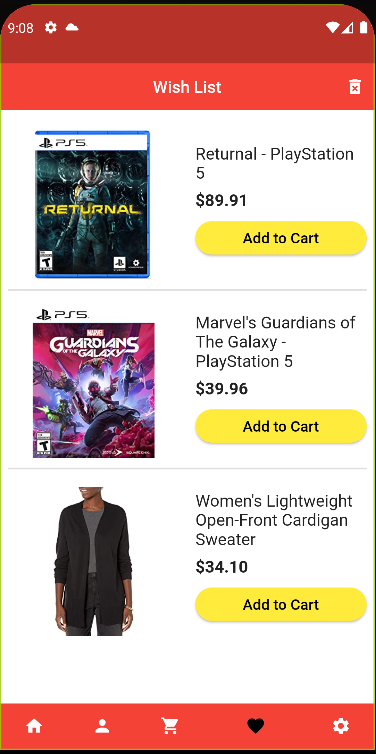 9:08
Wish List
PS5
RETURNAL
T
Returnal - PlayStation
5
$89.91
Add to Cart
PS5
MARVEL
GUARDIANS
OF THE GALAXY
T
Marvel's Guardians of
The Galaxy -
PlayStation 5
$39.96
Add to Cart
Women's Lightweight
Open-Front Cardigan
Sweater
$34.10
Add to Cart